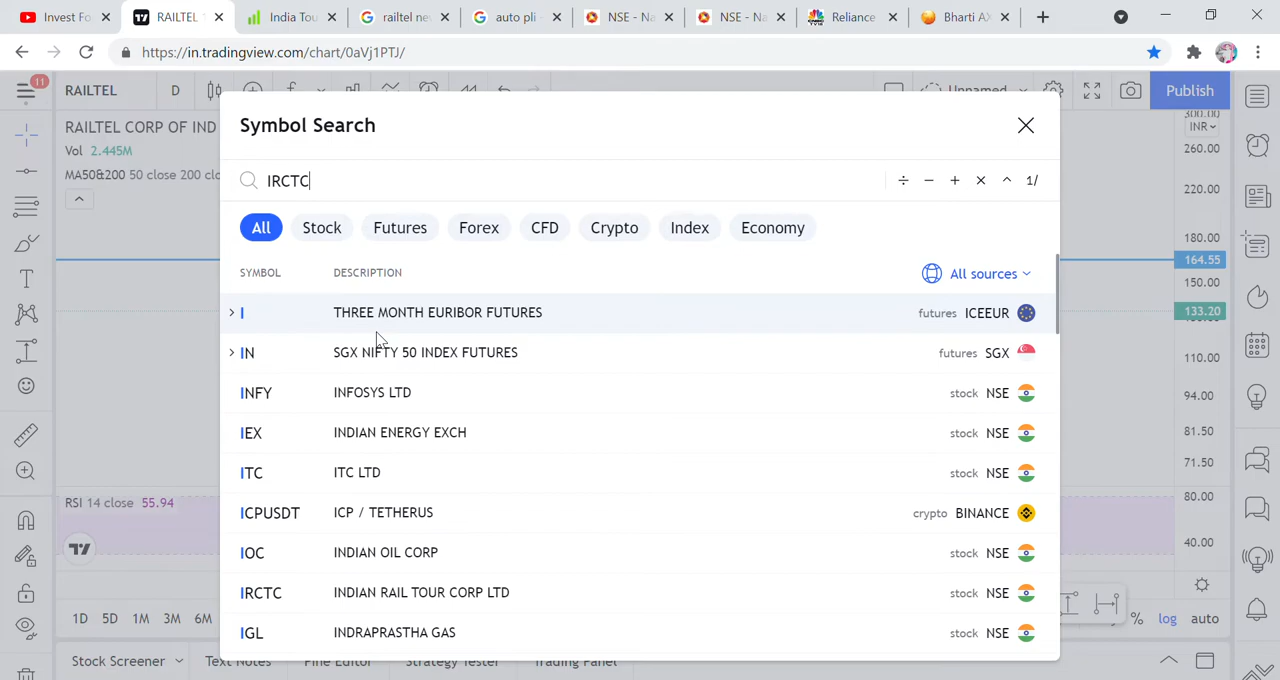 Invest Fo
RAILTEL
India Tou
railtel ne
auto pli
NSE - Na
NSE - Na
Reliance
Bharti AX
https://in.tradingview.com/chart/0aVj1PTJ/
11
RAILTEL
D
Unnamed
Publish
RAILTEL CORP OF IND
Vol 2.445M
MA50&200 50 close 200 clo
Symbol Search
IRCTC
1/
All
Stock
Futures
Forex
CFD
Crypto
Index
Economy
SYMBOL
DESCRIPTION
All sources
I THREE MONTH EURIBOR FUTURES futures ICEEUR
IN SGX NIFTY 50 INDEX FUTURES futures SGX
INFY INFOSYS LTD stock NSE
IEX INDIAN ENERGY EXCH stock NSE
ITC ITC LTD stock NSE
ICPUSDT ICP / TETHERUS crypto BINANCE
IOC INDIAN OIL CORP stock NSE
IRCTC INDIAN RAIL TOUR CORP LTD stock NSE
IGL INDRAPRASTHA GAS stock NSE
300.00
INR
260.00
220.00
180.00
164.55
150.00
133.20
110.00
94.00
81.50
71.50
80.00
40.00
RSI 14 close 55.94
1D 5D 1M 3M 6M
% log auto
Stock Screener
Text Notes
Pine Editor
Strategy Tester
Trading Panel